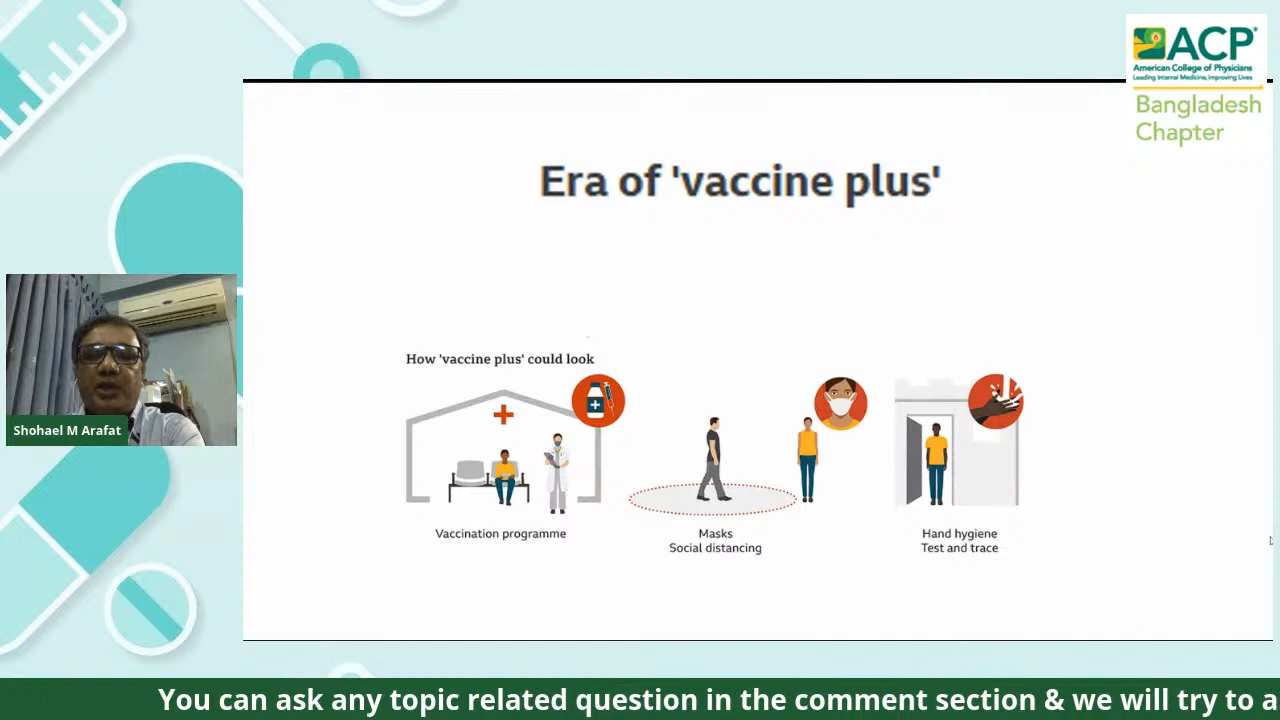 ACP
American College of Physicians
Leading Internal Medicine, Improving Lives
Bangladesh
Chapter
Era of 'vaccine plus'
How 'vaccine plus' could look
Vaccination programme
Masks
Social distancing
Hand hygiene
Test and trace
Shohael M Arafat
You can ask any topic related question in the comment section & we will try to a